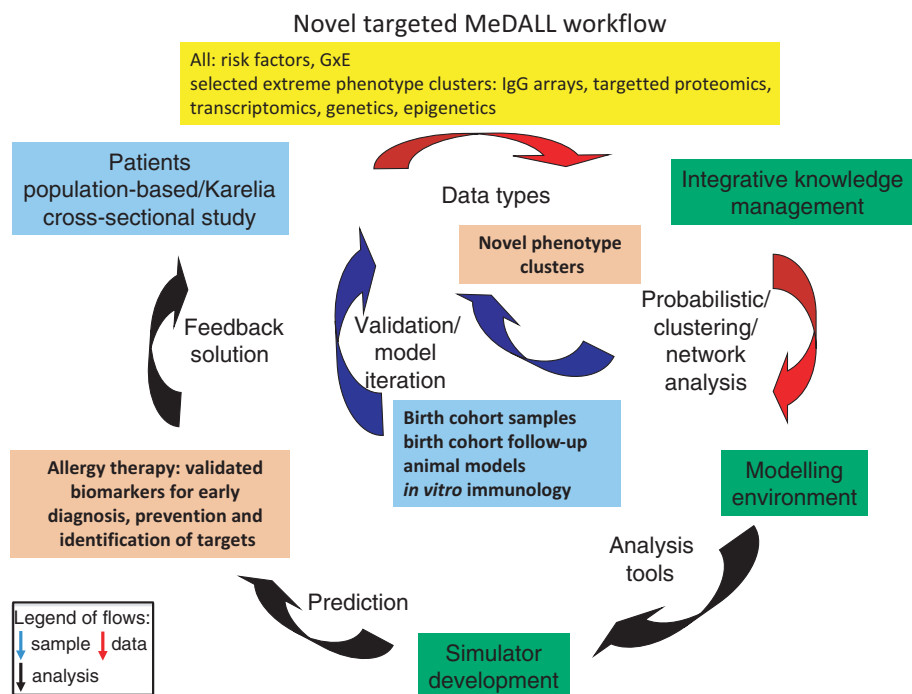 Novel targeted MeDALL workflow
All: risk factors, GxE
selected extreme phenotype clusters: IgG arrays, targetted proteomics,
transcriptomics, genetics, epigenetics
Patients
population-based/Karelia
cross-sectional study
Data types
Integrative knowledge
management
Novel phenotype
clusters
Probabilistic/
clustering/
network
analysis
Feedback
solution
Validation/
model
iteration
Birth cohort samples
birth cohort follow-up
animal models
in vitro immunology
Allergy therapy: validated
biomarkers for early
diagnosis, prevention and
identification of targets
Modelling
environment
Analysis
tools
Prediction
Simulator
development
Legend of flows:
sample data
analysis